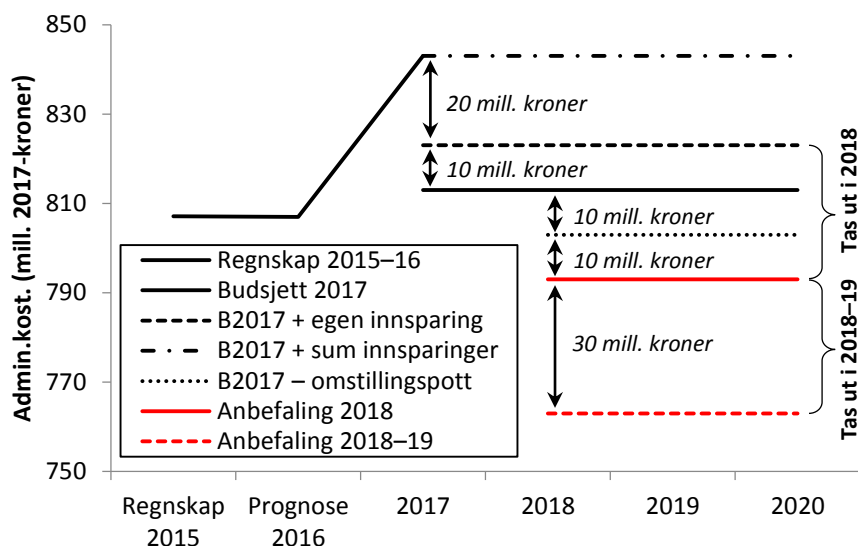 Admin.kost. (mill. 2017-kroner)
850
830
810
790
770
750
20 mill. kroner
10 mill. kroner
10 mill. kroner
10 mill. kroner
30 mill. kroner
Tas ut i 2018
Tas ut i 2018–19
Regnskap 2015–16
Budsjett 2017
B2017 + egen innsparing
B2017 + sum innsparinger
B2017 – omstillingspott
Anbefaling 2018
Anbefaling 2018–19
Regnskap
2015
Prognose
2016
2017
2018
2019
2020